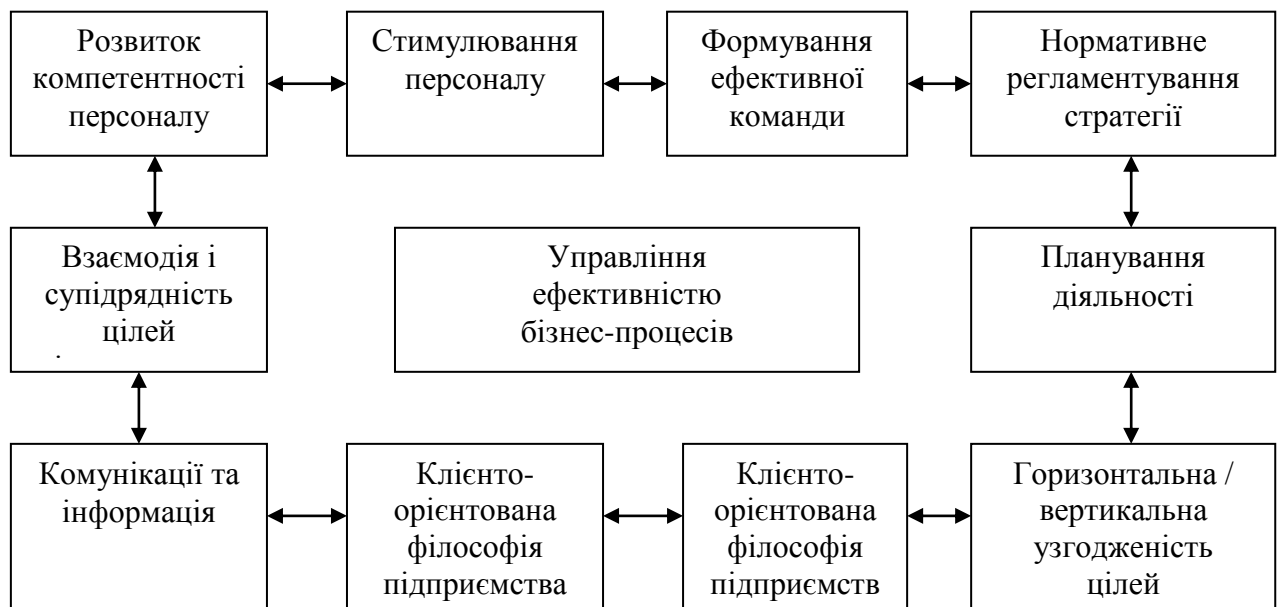 Розвиток
компетентності
персоналу
Стимулювання
персоналу
Формування
ефективної
команди
Нормативне
регламентування
стратегії
Взаємодія і
супідрядність
цілей
.
Управління
ефективністю
бізнес-процесів
Планування
діяльності
Комунікації та
інформація
Клієнто-
орієнтована
філософія
підприємства
Клієнто-
орієнтована
філософія
підприємств
Горизонтальна /
вертикальна
узгодженість
цілей